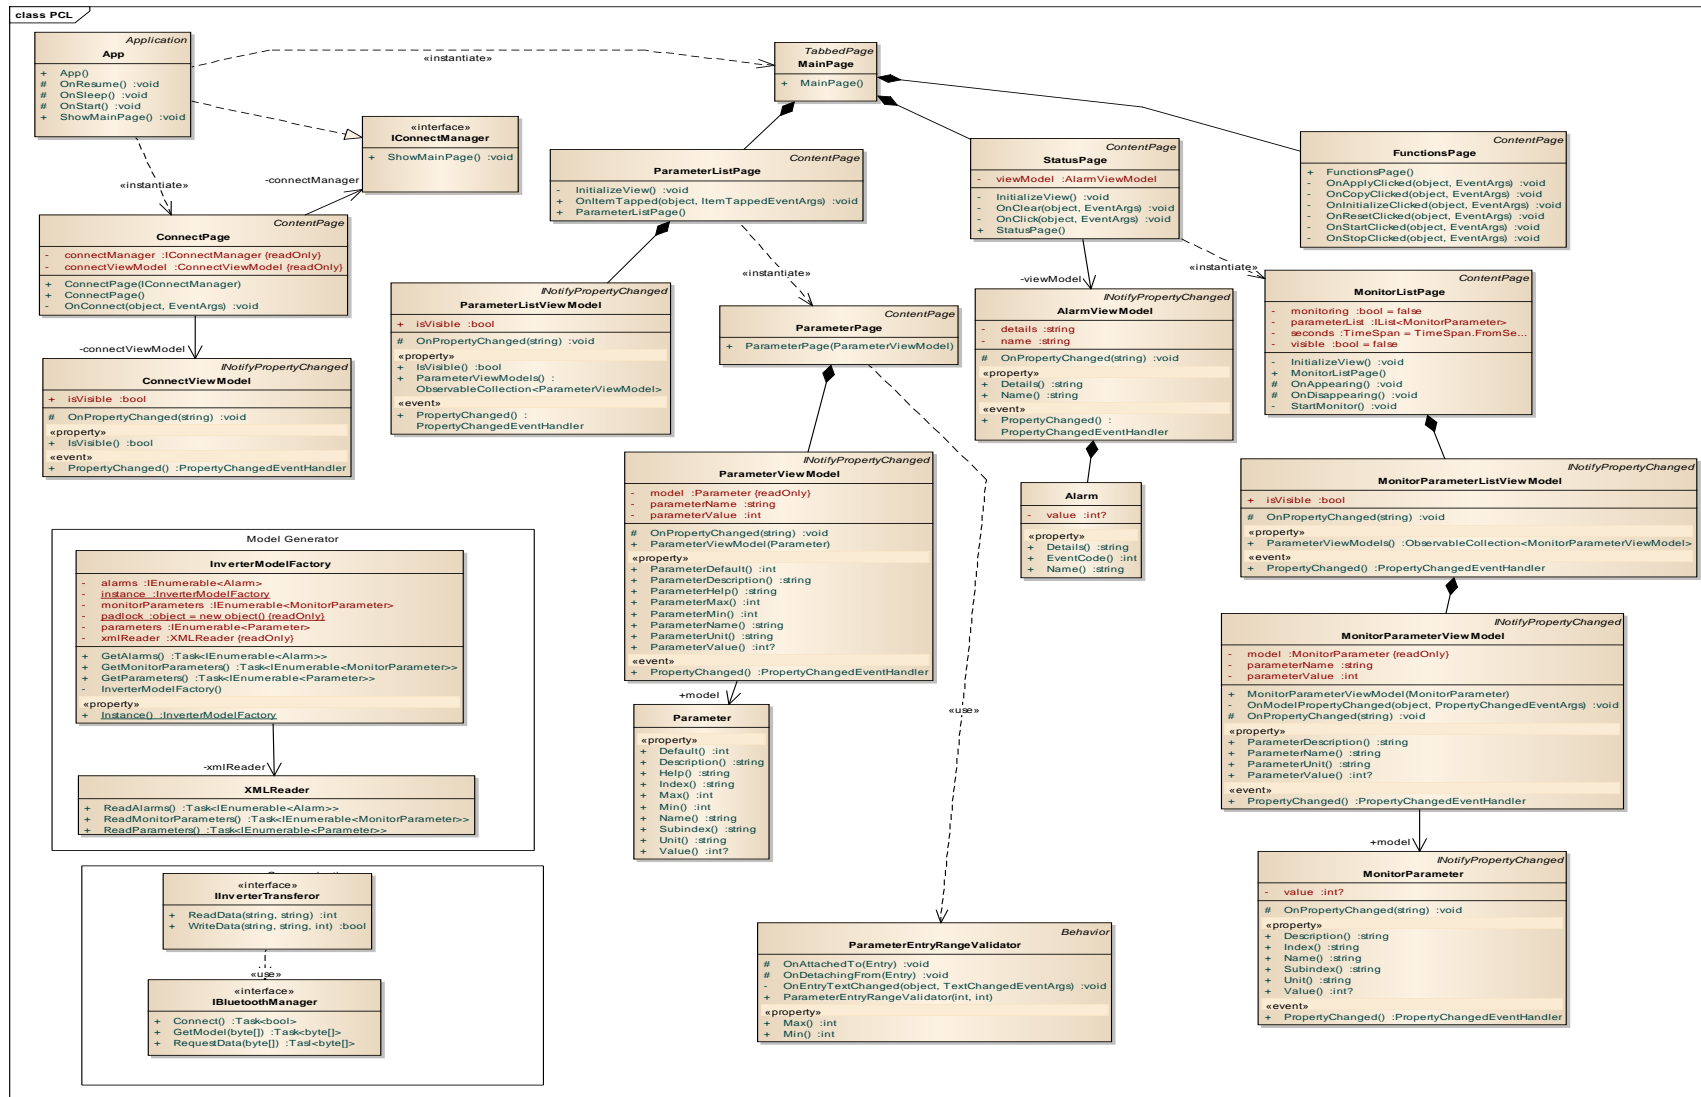 class PCL
Application
App
+ App()
# OnResume() :void
# OnSleep() :void
# OnStart() :void
+ ShowMainPage() :void
«instantiate»
TabbedPage
MainPage
+ MainPage()
«interface»
IConnectManager
+ ShowMainPage() :void
«instantiate»
-connectManager
ContentPage
ConnectPage
- connectManager :IConnectManager {readOnly}
- connectViewModel :ConnectViewModel {readOnly}
+ ConnectPage(IConnectManager)
+ ConnectPage()
- OnConnect(object, EventArgs) :void
-connectViewModel
INotifyPropertyChanged
ConnectViewModel
+ isVisible :bool
# OnPropertyChanged(string) :void
«property»
+ IsVisible() :bool
«event»
+ PropertyChanged() :PropertyChangedEventHandler
ContentPage
ParameterListPage
- InitializeView() :void
+ OnItemTapped(object, ItemTappedEventArgs) :void
+ ParameterListPage()
«instantiate»
INotifyPropertyChanged
ParameterListViewModel
+ isVisible :bool
# OnPropertyChanged(string) :void
«property»
+ IsVisible() :bool
+ ParameterViewModels() :
ObservableCollection<ParameterViewModel>
«event»
+ PropertyChanged() :
PropertyChangedEventHandler
ContentPage
ParameterPage
+ ParameterPage(ParameterViewModel)
ContentPage
StatusPage
- viewModel :AlarmViewModel
- InitializeView() :void
- OnClear(object, EventArgs) :void
- OnClick(object, EventArgs) :void
+ StatusPage()
-viewModel
«instantiate»
ContentPage
FunctionsPage
+ FunctionsPage()
- OnApplyClicked(object, EventArgs) :void
- OnCopyClicked(object, EventArgs) :void
- OnInitializeClicked(object, EventArgs) :void
- OnResetClicked(object, EventArgs) :void
- OnStartClicked(object, EventArgs) :void
- OnStopClicked(object, EventArgs) :void
INotifyPropertyChanged
AlarmViewModel
- details :string
- name :string
# OnPropertyChanged(string) :void
«property»
+ Details() :string
+ Name() :string
«event»
+ PropertyChanged() :
PropertyChangedEventHandler
ContentPage
MonitorListPage
- monitoring :bool = false
- parameterList :IList<MonitorParameter>
- seconds :TimeSpan = TimeSpan.FromSe...
- visible :bool = false
- InitializeView() :void
+ MonitorListPage()
# OnAppearing() :void
# OnDisappearing() :void
- StartMonitor() :void
INotifyPropertyChanged
ParameterViewModel
- model :Parameter {readOnly}
- parameterName :string
- parameterValue :int
# OnPropertyChanged(string) :void
+ ParameterViewModel(Parameter)
«property»
+ ParameterDefault() :int
+ ParameterDescription() :string
+ ParameterHelp() :string
+ ParameterMax() :int
+ ParameterMin() :int
+ ParameterName() :string
+ ParameterUnit() :string
+ ParameterValue() :int?
«event»
+ PropertyChanged() :PropertyChangedEventHandler
+model
Parameter
«property»
+ Default() :int
+ Description() :string
+ Help() :string
+ Index() :string
+ Max() :int
+ Min() :int
+ Name() :string
+ Subindex() :string
+ Unit() :string
+ Value() :int?
Alarm
- value :int?
«property»
+ Details() :string
+ EventCode() :int
+ Name() :string
INotifyPropertyChanged
MonitorParameterListViewModel
+ isVisible :bool
# OnPropertyChanged(string) :void
«property»
+ ParameterViewModels() :ObservableCollection<MonitorParameterViewModel>
«event»
+ PropertyChanged() :PropertyChangedEventHandler
INotifyPropertyChanged
MonitorParameterViewModel
- model :MonitorParameter {readOnly}
- parameterName :string
- parameterValue :int
+ MonitorParameterViewModel(MonitorParameter)
- OnModelPropertyChanged(object, PropertyChangedEventArgs) :void
# OnPropertyChanged(string) :void
«property»
+ ParameterDescription() :string
+ ParameterName() :string
+ ParameterUnit() :string
+ ParameterValue() :int?
«event»
+ PropertyChanged() :PropertyChangedEventHandler
+model
INotifyPropertyChanged
MonitorParameter
- value :int?
# OnPropertyChanged(string) :void
«property»
+ Description() :string
+ Index() :string
+ Name() :string
+ Subindex() :string
+ Unit() :string
+ Value() :int?
«event»
+ PropertyChanged() :PropertyChangedEventHandler
«use»
Behavior
ParameterEntryRangeValidator
# OnAttachedTo(Entry) :void
# OnDetachingFrom(Entry) :void
- OnEntryTextChanged(object, TextChangedEventArgs) :void
+ ParameterEntryRangeValidator(int, int)
«property»
+ Max() :int
+ Min() :int
Model Generator
InverterModelFactory
- alarms :IEnumerable<Alarm>
- instance :InverterModelFactory
- monitorParameters :IEnumerable<MonitorParameter>
- padlock :object = new object() {readOnly}
- parameters :IEnumerable<Parameter>
- xmlReader :XMLReader {readOnly}
+ GetAlarms() :Task<IEnumerable<Alarm>>
+ GetMonitorParameters() :Task<IEnumerable<MonitorParameter>>
+ GetParameters() :Task<IEnumerable<Parameter>>
- InverterModelFactory()
«property»
+ Instance() :InverterModelFactory
-xmlReader
XMLReader
+ ReadAlarms() :Task<IEnumerable<Alarm>>
+ ReadMonitorParameters() :Task<IEnumerable<MonitorParameter>>
+ ReadParameters() :Task<IEnumerable<Parameter>>
«interface»
IInverterTransferor
+ ReadData(string, string) :int
+ WriteData(string, string, int) :bool
«use»
«interface»
IBluetoothManager
+ Connect() :Task<bool>
+ GetModel(byte[]) :Task<byte[]>
+ RequestData(byte[]) :Tasl<byte[]>